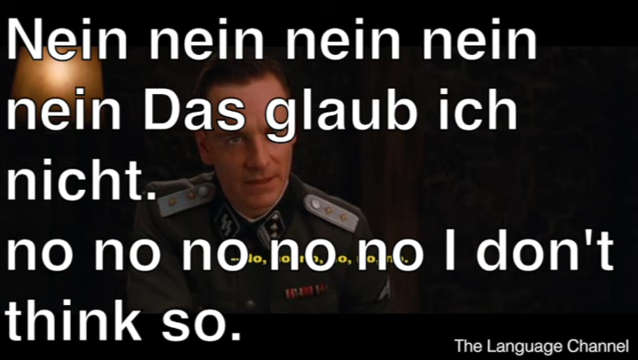 Nein nein nein nein
nein Das glaub ich
nicht.
no no no no no I don't
think so.
The Language Channel